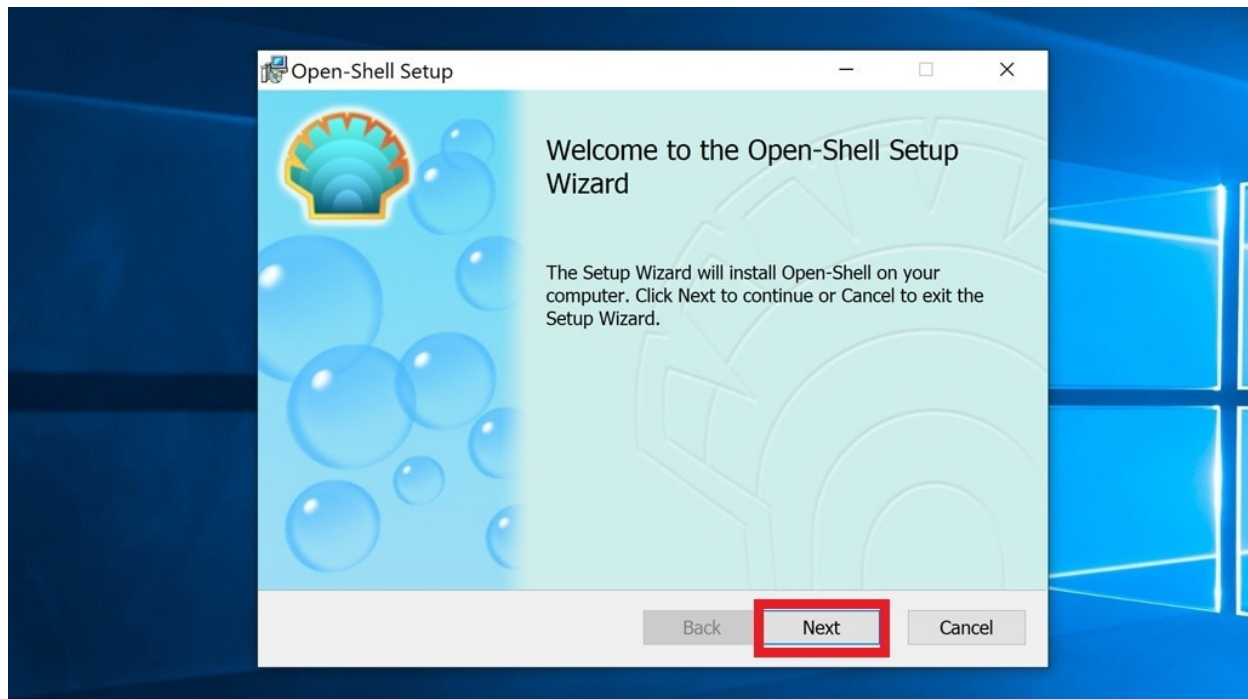 Open-Shell Setup
Welcome to the Open-Shell Setup
Wizard
The Setup Wizard will install Open-Shell on your
computer. Click Next to continue or Cancel to exit the
Setup Wizard.
Back Next Cancel